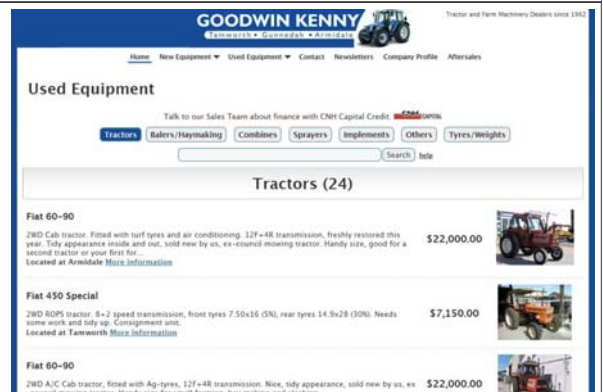 GOODWIN KENNY
Tamworth • Gunnedah • Armidale
Tractor and Farm Machinery Dealers since 1962
Home New Equipment ▼ Used Equipment ▼ Contact Newsletters Company Profile Aftersales
Used Equipment
Talk to our Sales Team about finance with CNH Capital Credit. CNH CAPITAL
Tractors Balers/Haymaking Combines Sprayers Implements Others Tyres/Weights
Search help
Tractors (24)
Fiat 60-90
2WD Cab tractor. Fitted with turf tyres and air conditioning. 12F+4R transmission, freshly restored this
year. Tidy appearance inside and out, sold new by us, ex-council mowing tractor. Handy size, good for a
second tractor or your first for...
Located at Armidale More Information
$22,000.00
Fiat 450 Special
2WD ROPS tractor. 8+2 speed transmission, front tyres 7.50x16 (5%), rear tyres 14.9x28 (30%). Needs
some work and tidy up. Consignment unit.
Located at Tamworth More Information
$7,150.00
Fiat 60-90
2WD A/C Cab tractor, fitted with Ag-tyres, 12F+4R transmission. Nice, tidy appearance, sold new by us, ex
$22,000.00